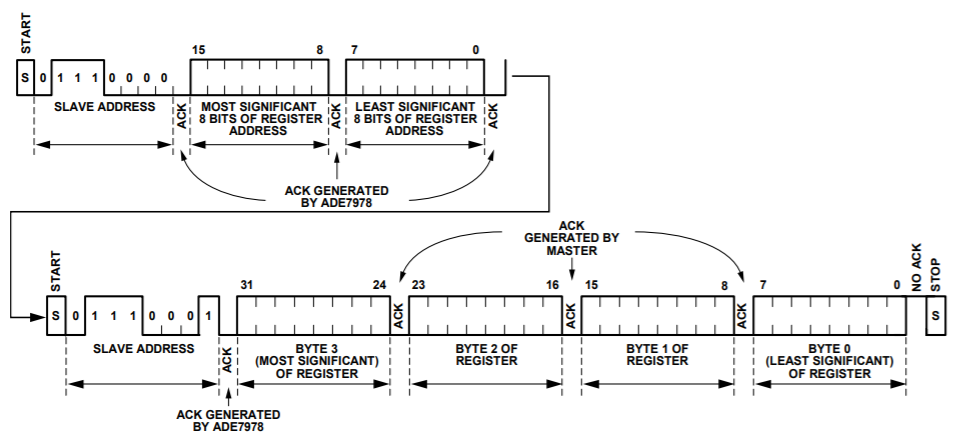 START
15 8 7 0
S 0 1 1 1 0 0 0 0
SLAVE ADDRESS
ACK
MOST SIGNIFICANT
8 BITS OF REGISTER
ADDRESS
ACK
LEAST SIGNIFICANT
8 BITS OF REGISTER
ADDRESS
ACK
ACK GENERATED
BY ADE7978
ACK
GENERATED BY
MASTER
START
31 24 23 16 15 8 7 0
NO ACK
STOP
S 0 1 1 1 0 0 0 1
S
SLAVE ADDRESS
ACK
BYTE 3
(MOST SIGNIFICANT)
OF REGISTER
ACK
BYTE 2 OF
REGISTER
ACK
BYTE 1 OF
REGISTER
ACK
BYTE 0
(LEAST SIGNIFICANT)
OF REGISTER
ACK GENERATED
BY ADE7978